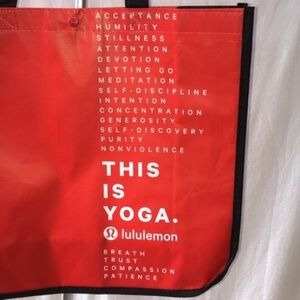 ACCEPTANCE
HUMILITY
STILLNESS
ATTENTION
DEVOTION
LETTING GO
MEDITATION
SELF-DISCIPLINE
INTENTION
CONCENTRATION
GENEROSITY
SELF-DISCOVERY
PURITY
NONVIOLENCE
THIS
IS
YOGA.
lululemon
BREATH
TRUST
COMPASSION
PATIENCE